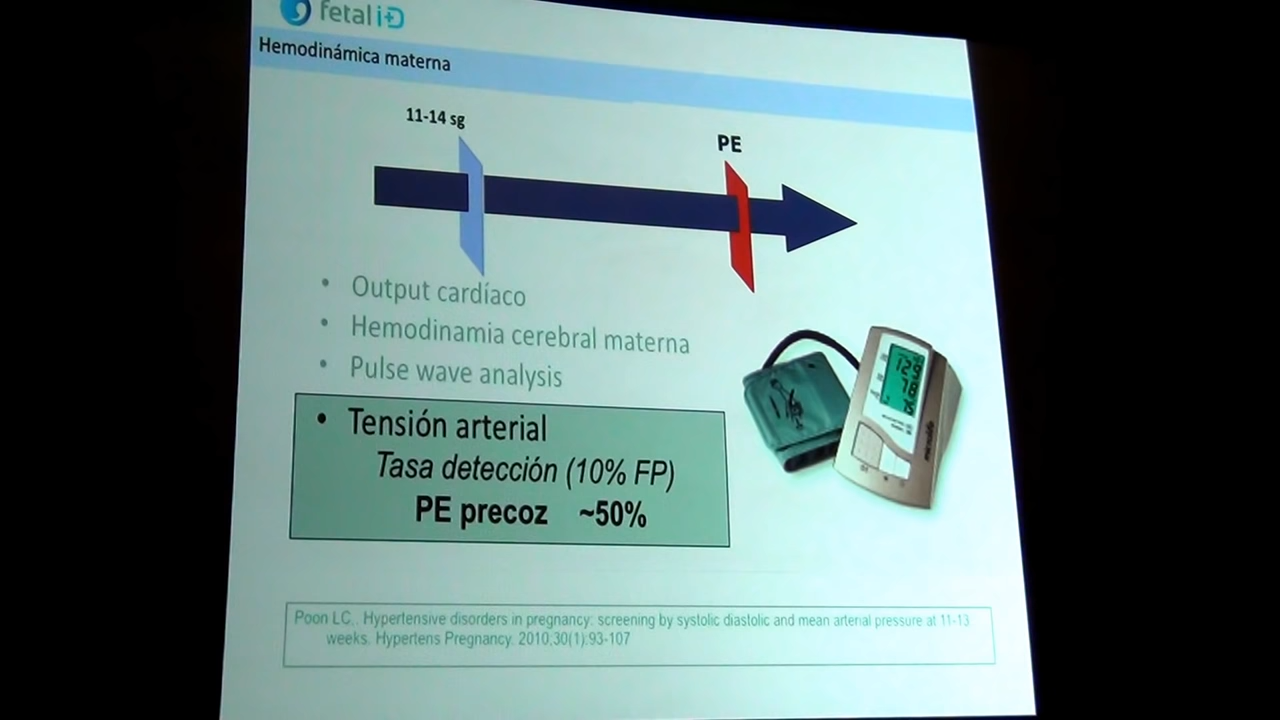 fetal i+D
Hemodinámica materna
11-14 sg
PE
• Output cardíaco
• Hemodinamia cerebral materna
• Pulse wave analysis
• Tensión arterial
Tasa detección (10% FP)
PE precoz ~50%
Poon LC,. Hypertensive disorders in pregnancy: screening by systolic diastolic and mean arterial pressure at 11-13
weeks. Hypertens Pregnancy. 2010;30(1):93-107